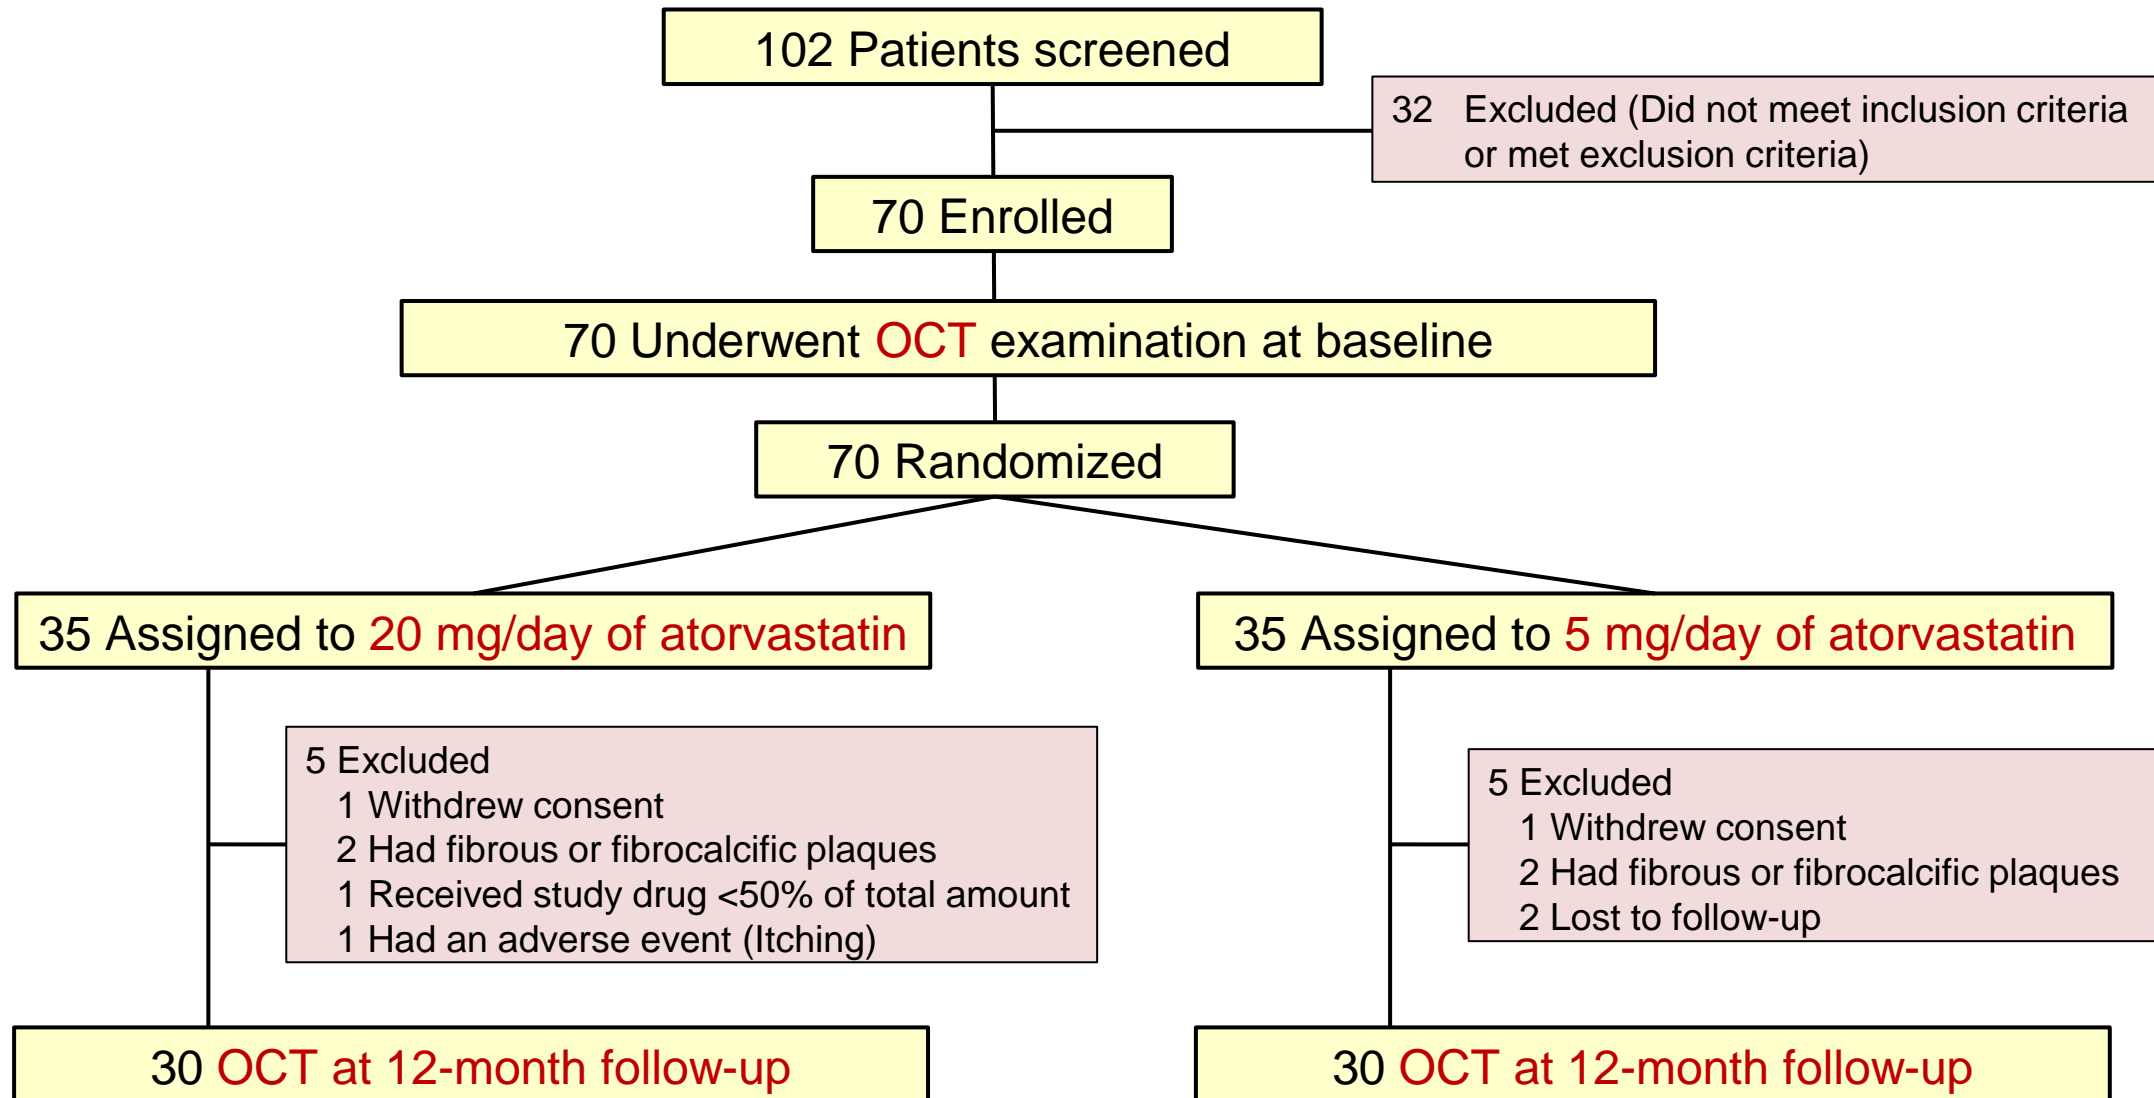 102 Patients screened
32 Excluded (Did not meet inclusion criteria
or met exclusion criteria)
70 Enrolled
70 Underwent OCT examination at baseline
70 Randomized
35 Assigned to 20 mg/day of atorvastatin
35 Assigned to 5 mg/day of atorvastatin
5 Excluded
1 Withdrew consent
2 Had fibrous or fibrocalcific plaques
1 Received study drug <50% of total amount
1 Had an adverse event (Itching)
5 Excluded
1 Withdrew consent
2 Had fibrous or fibrocalcific plaques
2 Lost to follow-up
30 OCT at 12-month follow-up
30 OCT at 12-month follow-up